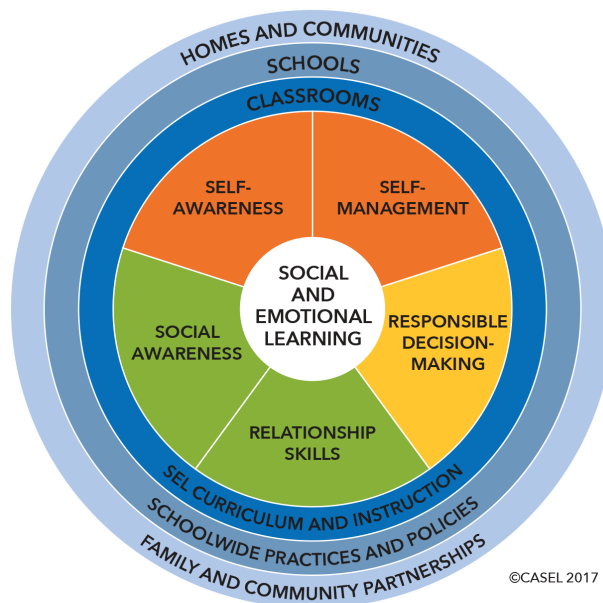 HOMES AND COMMUNITIES
SCHOOLS
CLASSROOMS
SELF-
AWARENESS
SELF-
MANAGEMENT
SOCIAL
AND
EMOTIONAL
LEARNING
SOCIAL
AWARENESS
RESPONSIBLE
DECISION-
MAKING
RELATIONSHIP
SKILLS
SEL CURRICULUM AND INSTRUCTION
SCHOOLWIDE PRACTICES AND POLICIES
FAMILY AND COMMUNITY PARTNERSHIPS
©CASEL 2017